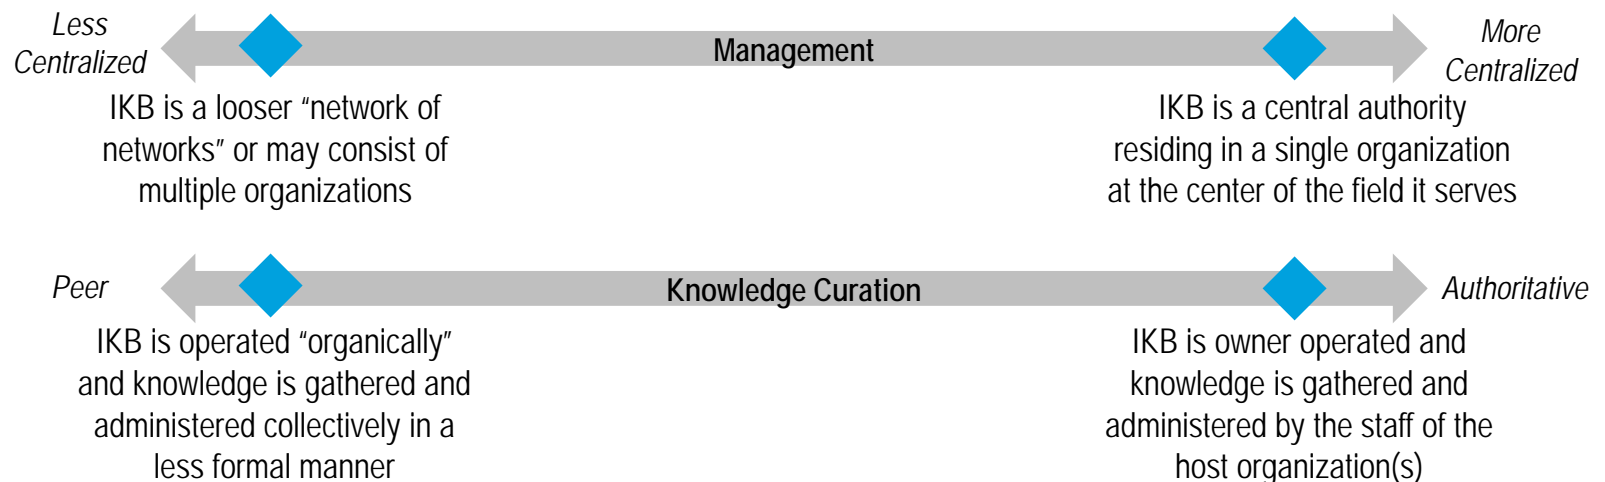 Less
Centralized
Management
More
Centralized
IKB is a looser “network of
networks” or may consist of
multiple organizations
IKB is a central authority
residing in a single organization
at the center of the field it serves
Peer
Knowledge Curation
Authoritative
IKB is operated “organically”
and knowledge is gathered and
administered collectively in a
less formal manner
IKB is owner operated and
knowledge is gathered and
administered by the staff of the
host organization(s)